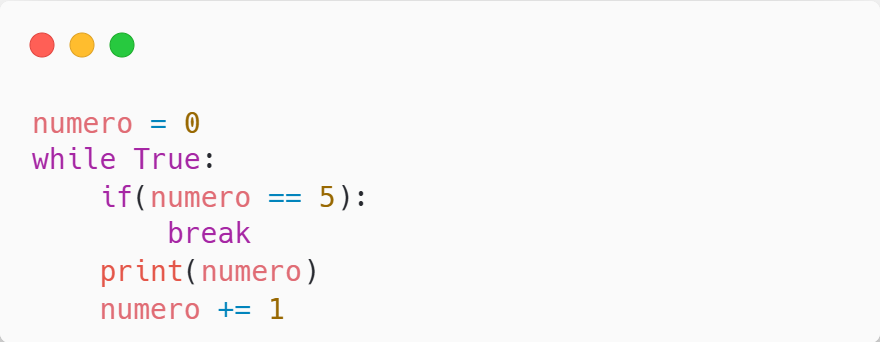 numero = 0
while True:
    if(numero == 5):
        break
    print(numero)
    numero += 1